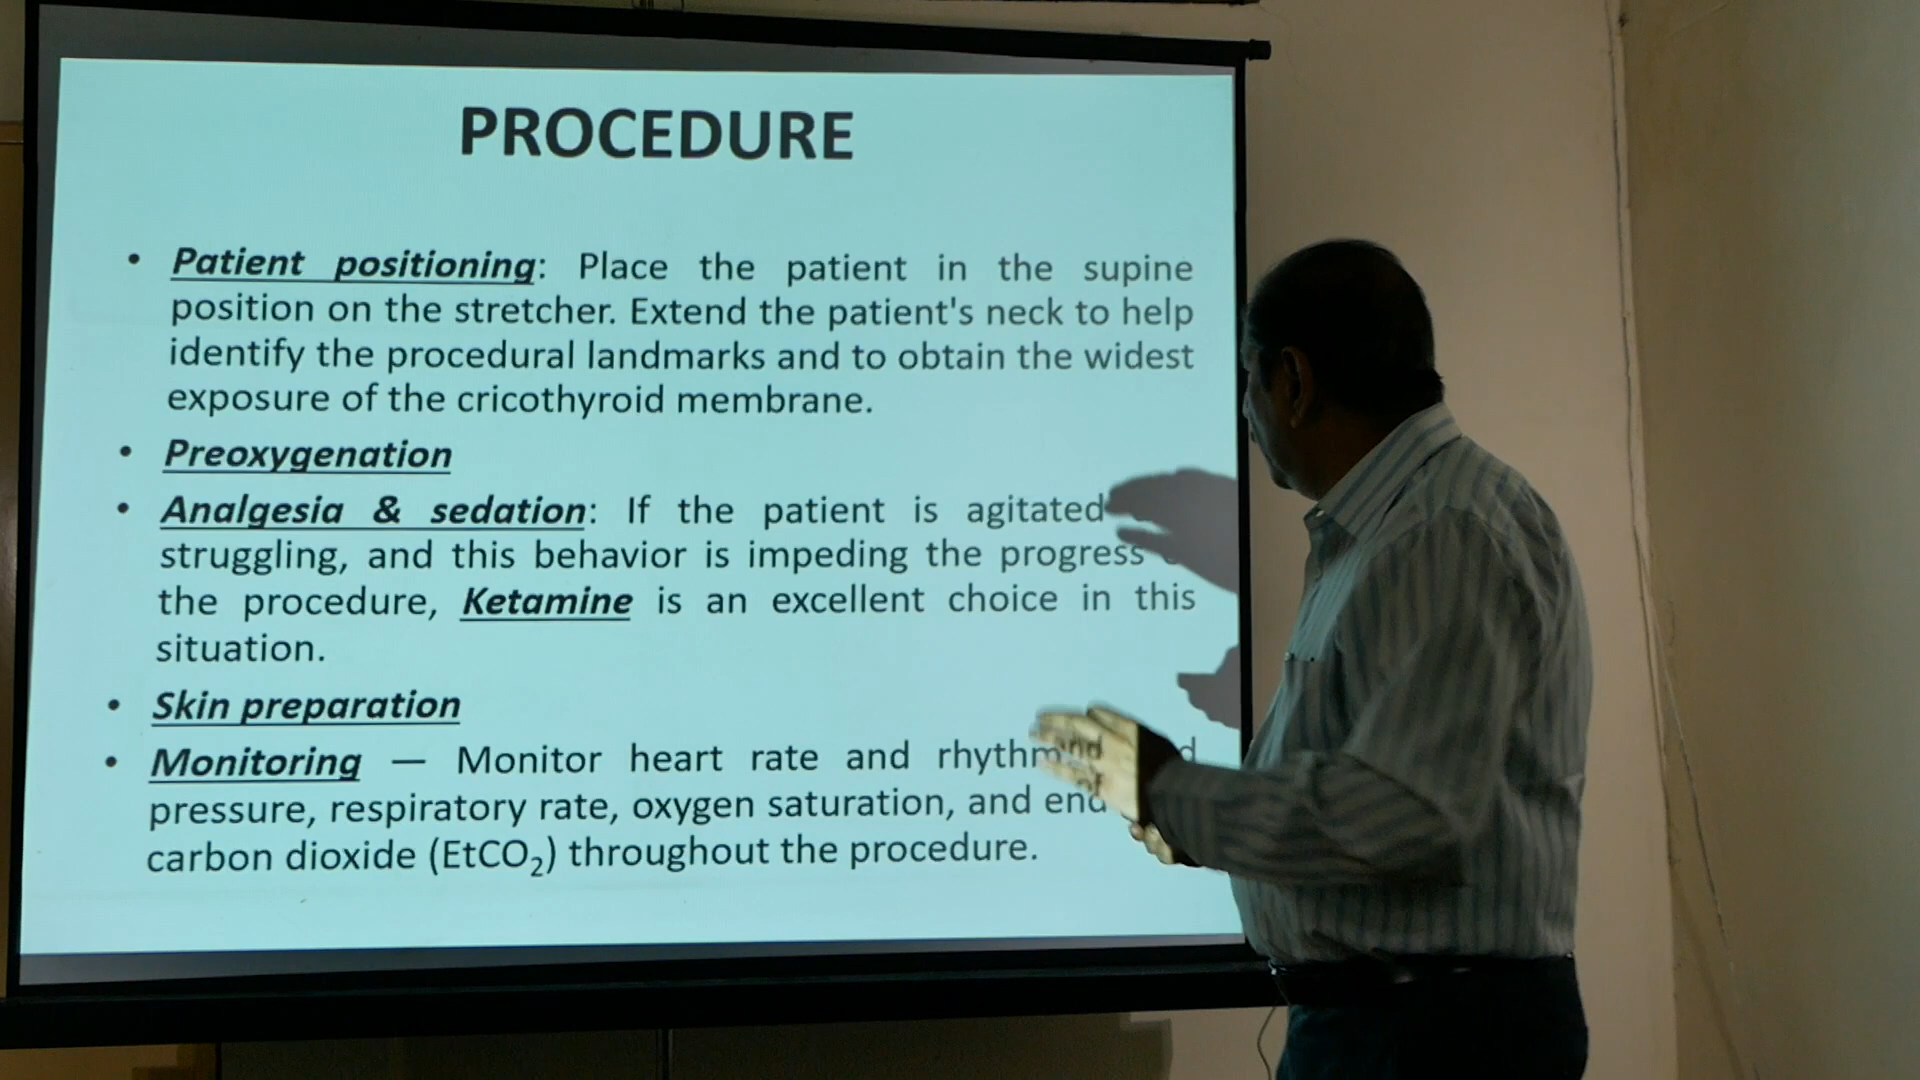 PROCEDURE
• Patient positioning: Place the patient in the supine
position on the stretcher. Extend the patient's neck to help
identify the procedural landmarks and to obtain the widest
exposure of the cricothyroid membrane.
• Preoxygenation
• Analgesia & sedation: If the patient is agitated
struggling, and this behavior is impeding the progress
the procedure, Ketamine is an excellent choice in this
situation.
• Skin preparation
• Monitoring — Monitor heart rate and rhythm
pressure, respiratory rate, oxygen saturation, and end
carbon dioxide (EtCO₂) throughout the procedure.